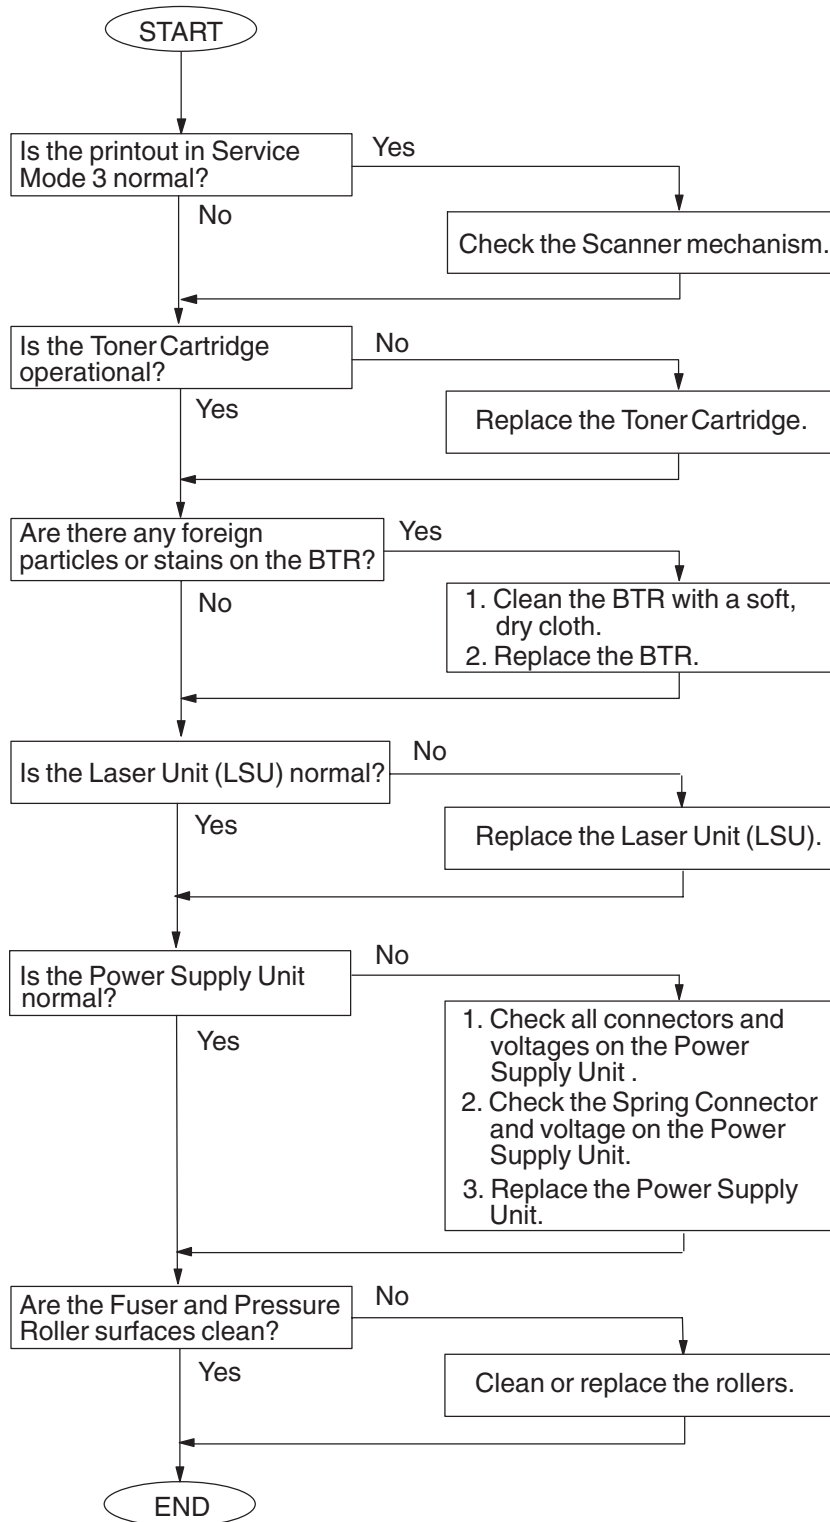 START
Is the printout in Service
Mode 3 normal?
Yes
No
Check the Scanner mechanism.
Is the Toner Cartridge
operational?
No
Yes
Replace the Toner Cartridge.
Are there any foreign
particles or stains on the BTR?
Yes
No
1. Clean the BTR with a soft,
dry cloth.
2. Replace the BTR.
Is the Laser Unit (LSU) normal?
No
Yes
Replace the Laser Unit (LSU).
Is the Power Supply Unit
normal?
No
Yes
1. Check all connectors and
voltages on the Power
Supply Unit .
2. Check the Spring Connector
and voltage on the Power
Supply Unit.
3. Replace the Power Supply
Unit.
Are the Fuser and Pressure
Roller surfaces clean?
No
Yes
Clean or replace the rollers.
END